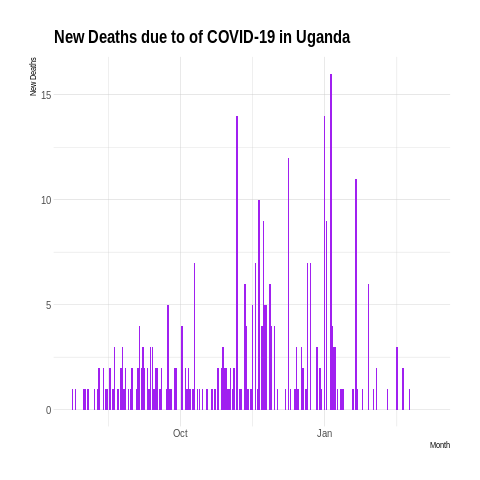 New Deaths due to of COVID-19 in Uganda
New Deaths
15
10
5
0
Oct
Jan
Month